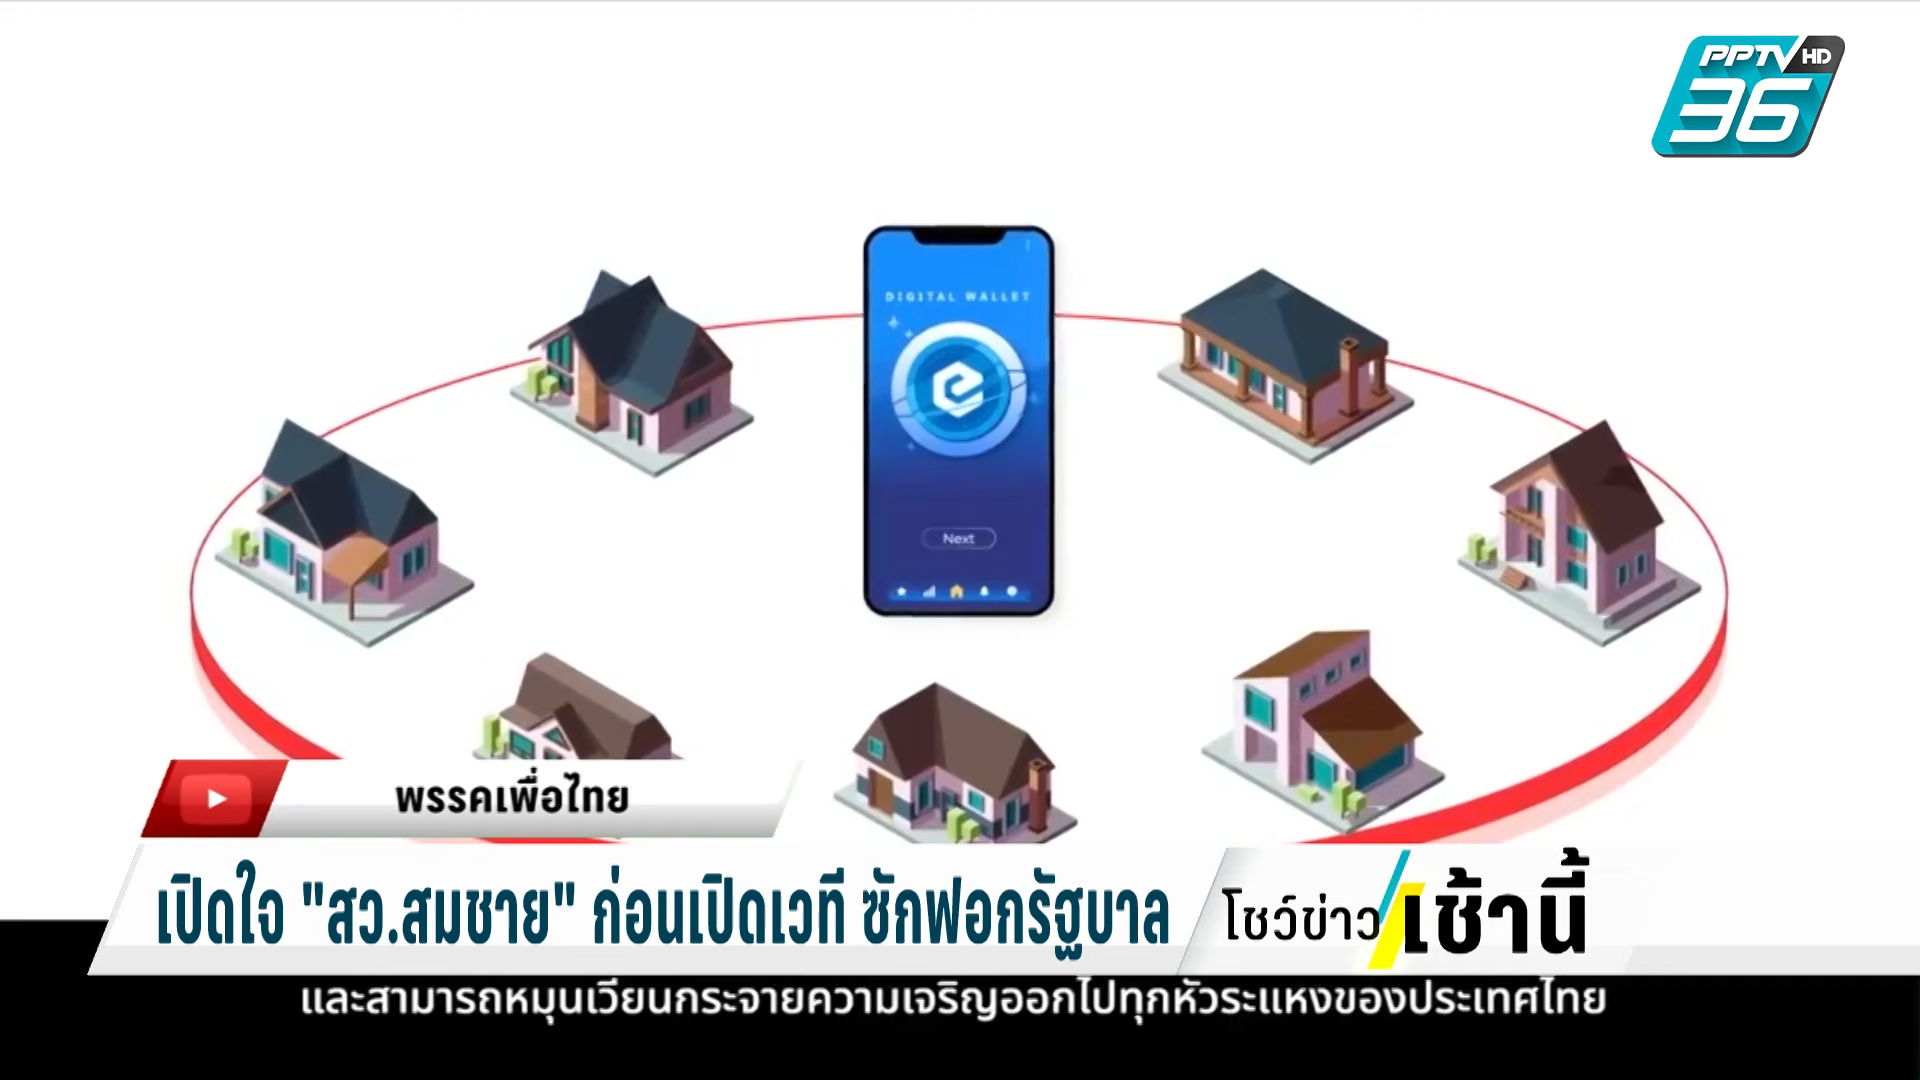 PPTV HD
36
DIGITAL WALLET
Next
พรรคเพื่อไทย
เปิดใจ "สว.สมชาย" ก่อนเปิดเวที ซักฟอกรัฐบาล
โชว์ข่าว เช้านี้
และสามารถหมุนเวียนกระจายความเจริญออกไปทุกหัวระแหงของประเทศไทย